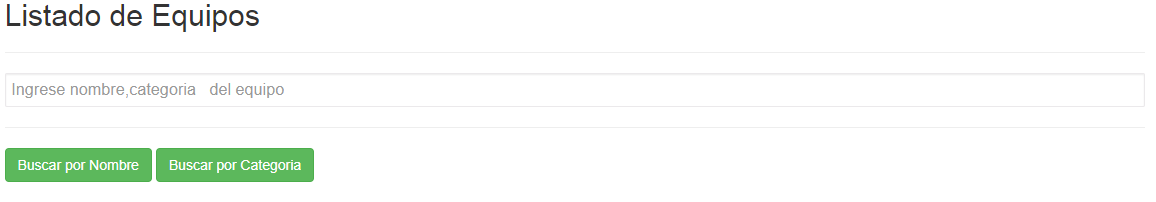 Listado de Equipos
Ingrese nombre,categoria   del equipo
Buscar por Nombre Buscar por Categoria